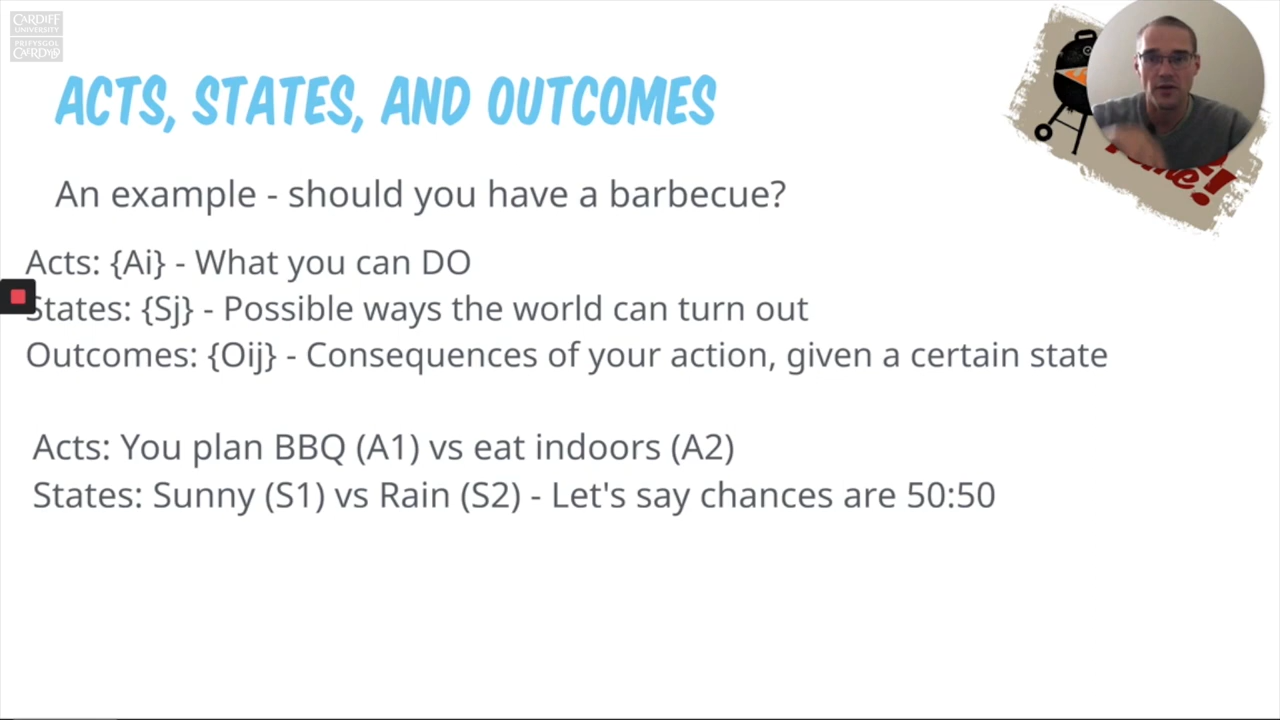 CARDIFF
UNIVERSITY
PRIFYSGOL
CAERDYDD
ACTS, STATES, AND OUTCOMES
An example - should you have a barbecue?
Acts: {Ai} - What you can DO
States: {Sj} - Possible ways the world can turn out
Outcomes: {Oij} - Consequences of your action, given a certain state
Acts: You plan BBQ (A1) vs eat indoors (A2)
States: Sunny (S1) vs Rain (S2) - Let's say chances are 50:50